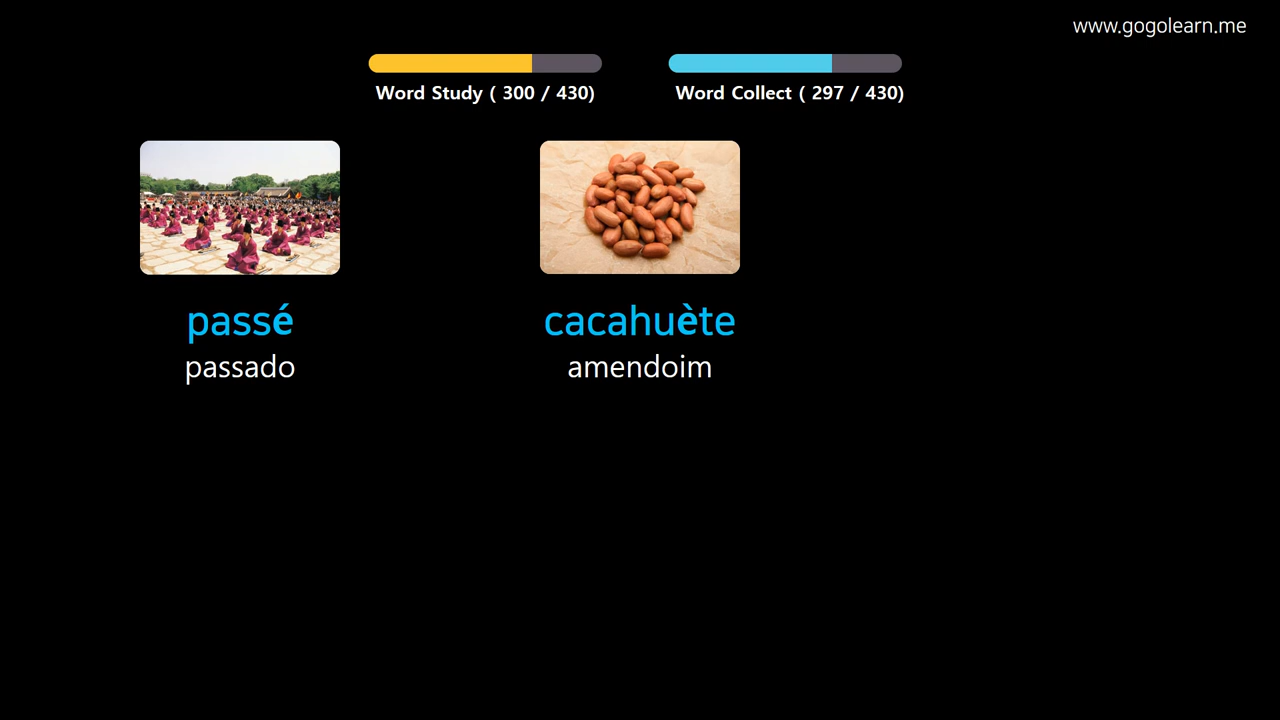 www.gogolearn.me
Word Study ( 300 / 430)
Word Collect ( 297 / 430)
passé
cacahuète
passado
amendoim